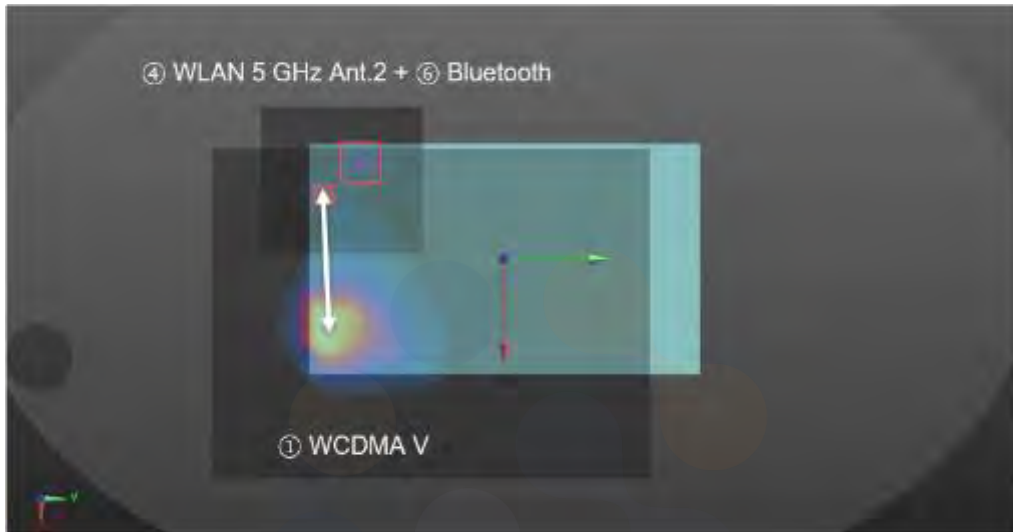 ④ WLAN 5 GHz Ant.2 + ⑥ Bluetooth
① WCDMA V